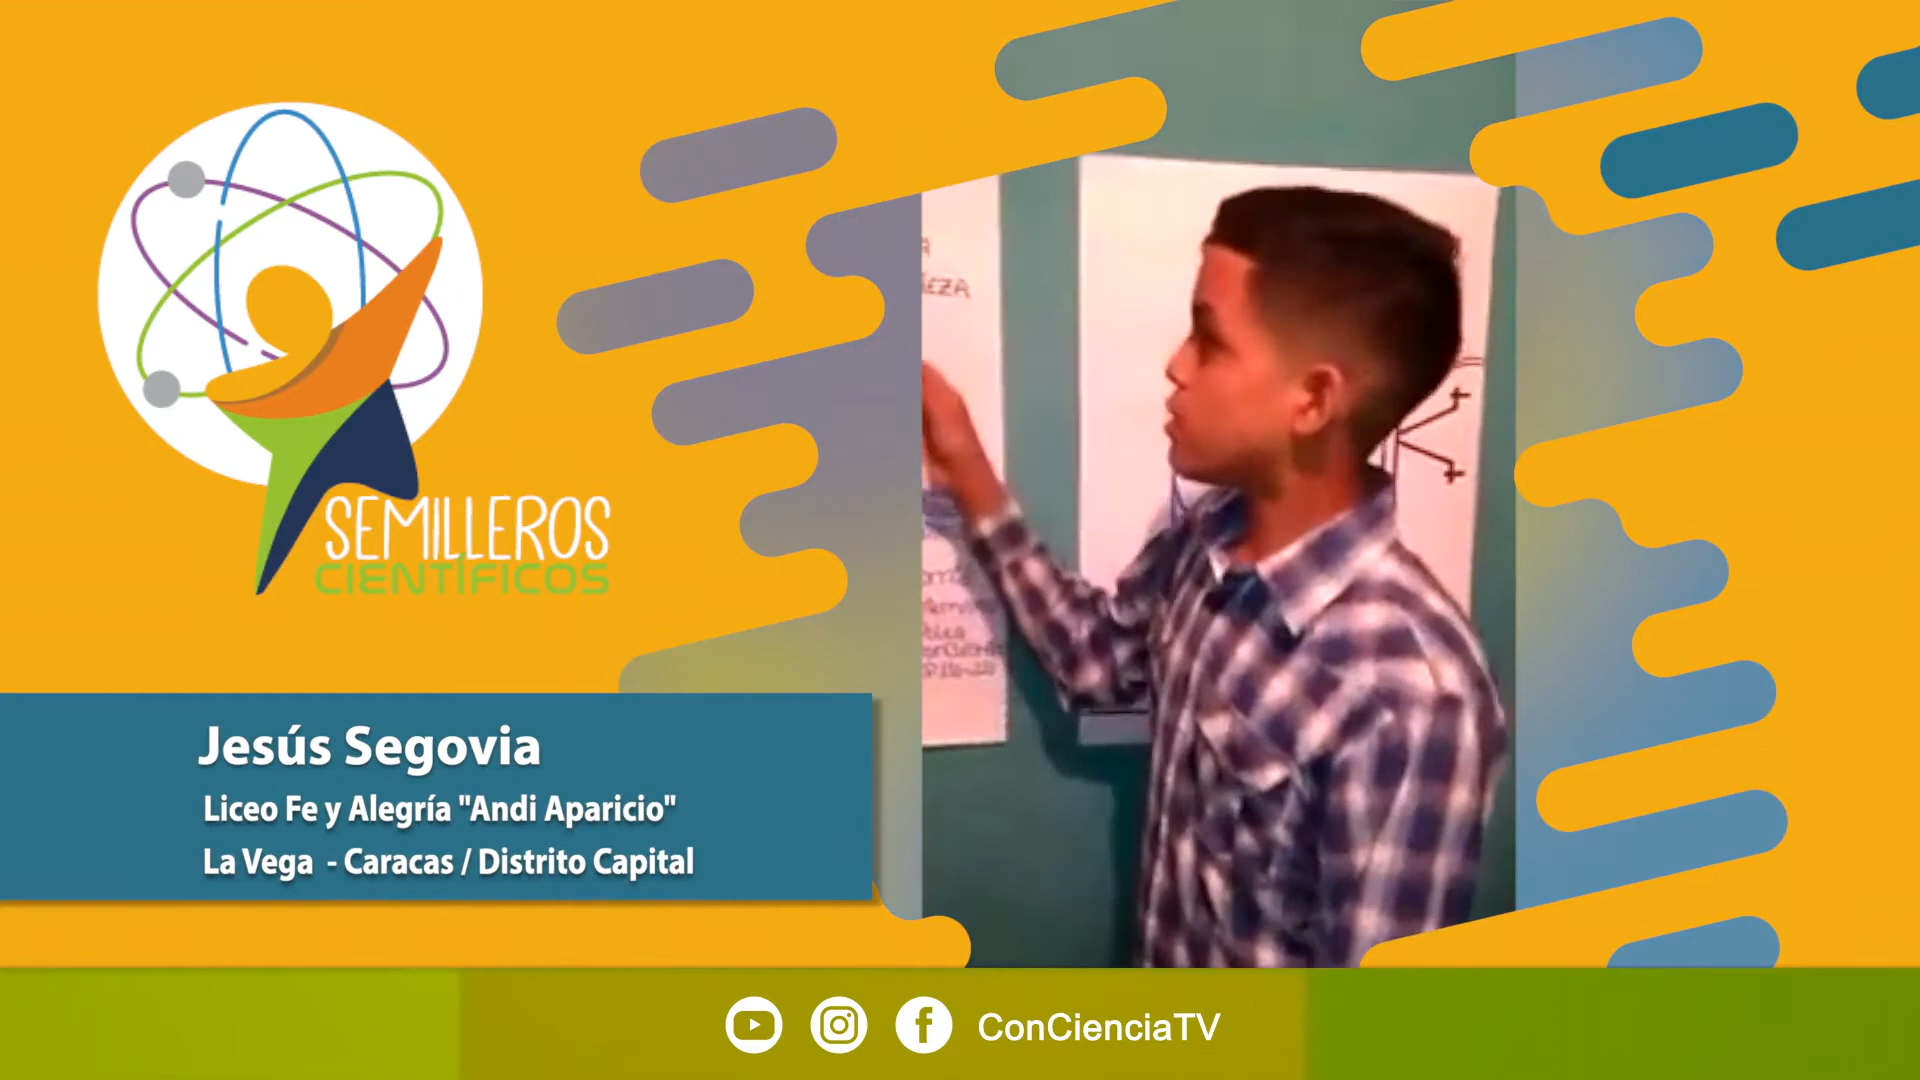 SEMILLEROS
CIENTÍFICOS
Jesús Segovia
Liceo Fe y Alegría "Andi Aparicio"
La Vega - Caracas / Distrito Capital
ConCienciaTV